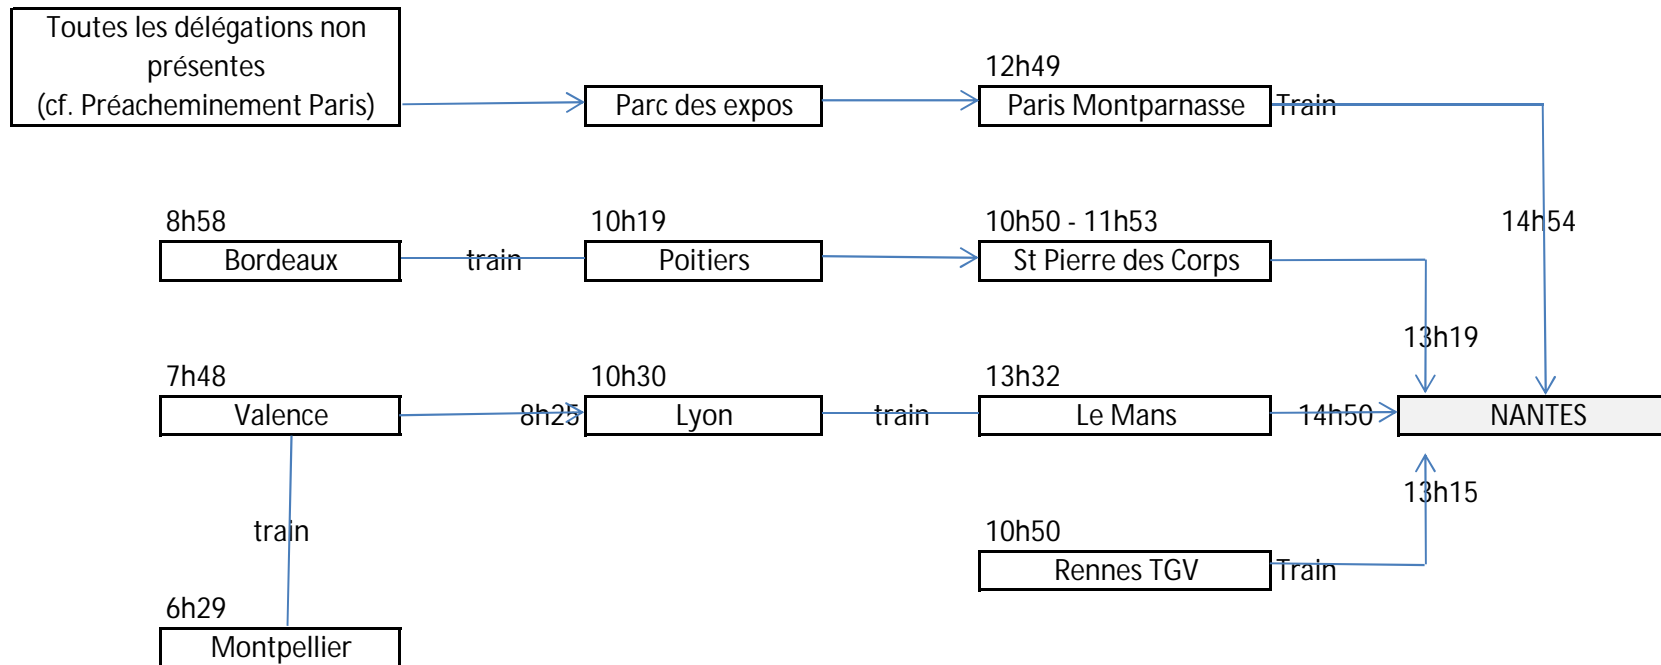 Toutes les délégations non
présentes
(cf. Préacheminement Paris)
Parc des expos
12h49
Paris Montparnasse
Train
14h54
8h58
Bordeaux
train
10h19
Poitiers
10h50 - 11h53
St Pierre des Corps
13h19
7h48
Valence
8h25
10h30
Lyon
train
13h32
Le Mans
14h50
NANTES
13h15
train
10h50
Rennes TGV
Train
6h29
Montpellier